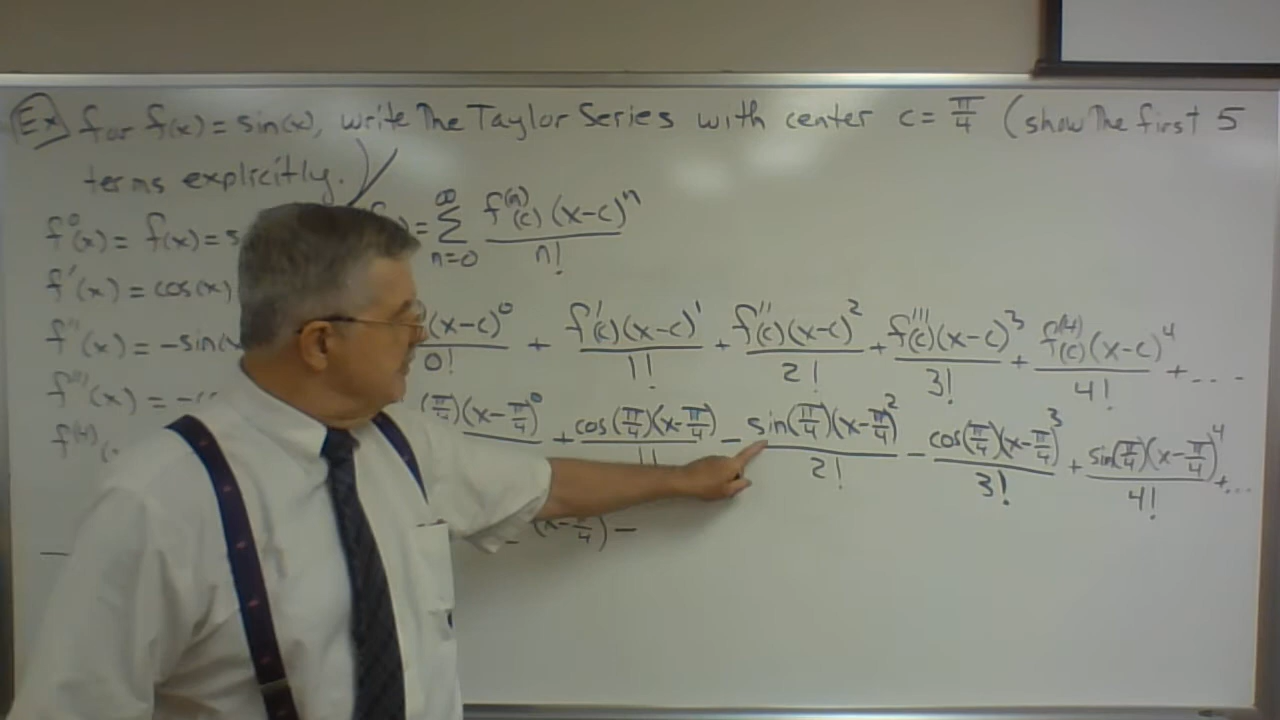 Ex for f(x) = sin(x), write The Taylor Series with center c = π/4 (show The first 5
terms explicitly.)
f⁰(x) = f(x) = s
= ∑_{n=0}^{∞} f⁽ⁿ⁾(c) (x-c)ⁿ / n!
f'(x) = cos(x)
f''(x) = -sin(
(x-c)⁰ / 0! + f'(c)(x-c)¹ / 1! + f''(c)(x-c)² / 2! + f'''(c)(x-c)³ / 3! + f⁽⁴⁾(c)(x-c)⁴ / 4! + ...
f'''(x) = -
(π/4)(x-π/4)⁰ + cos(π/4)(x-π/4) / 1! - sin(π/4)(x-π/4)² / 2! - cos(π/4)(x-π/4)³ / 3! + sin(π/4)(x-π/4)⁴ / 4! + ...
f⁽⁴⁾(
(x-π/4) -